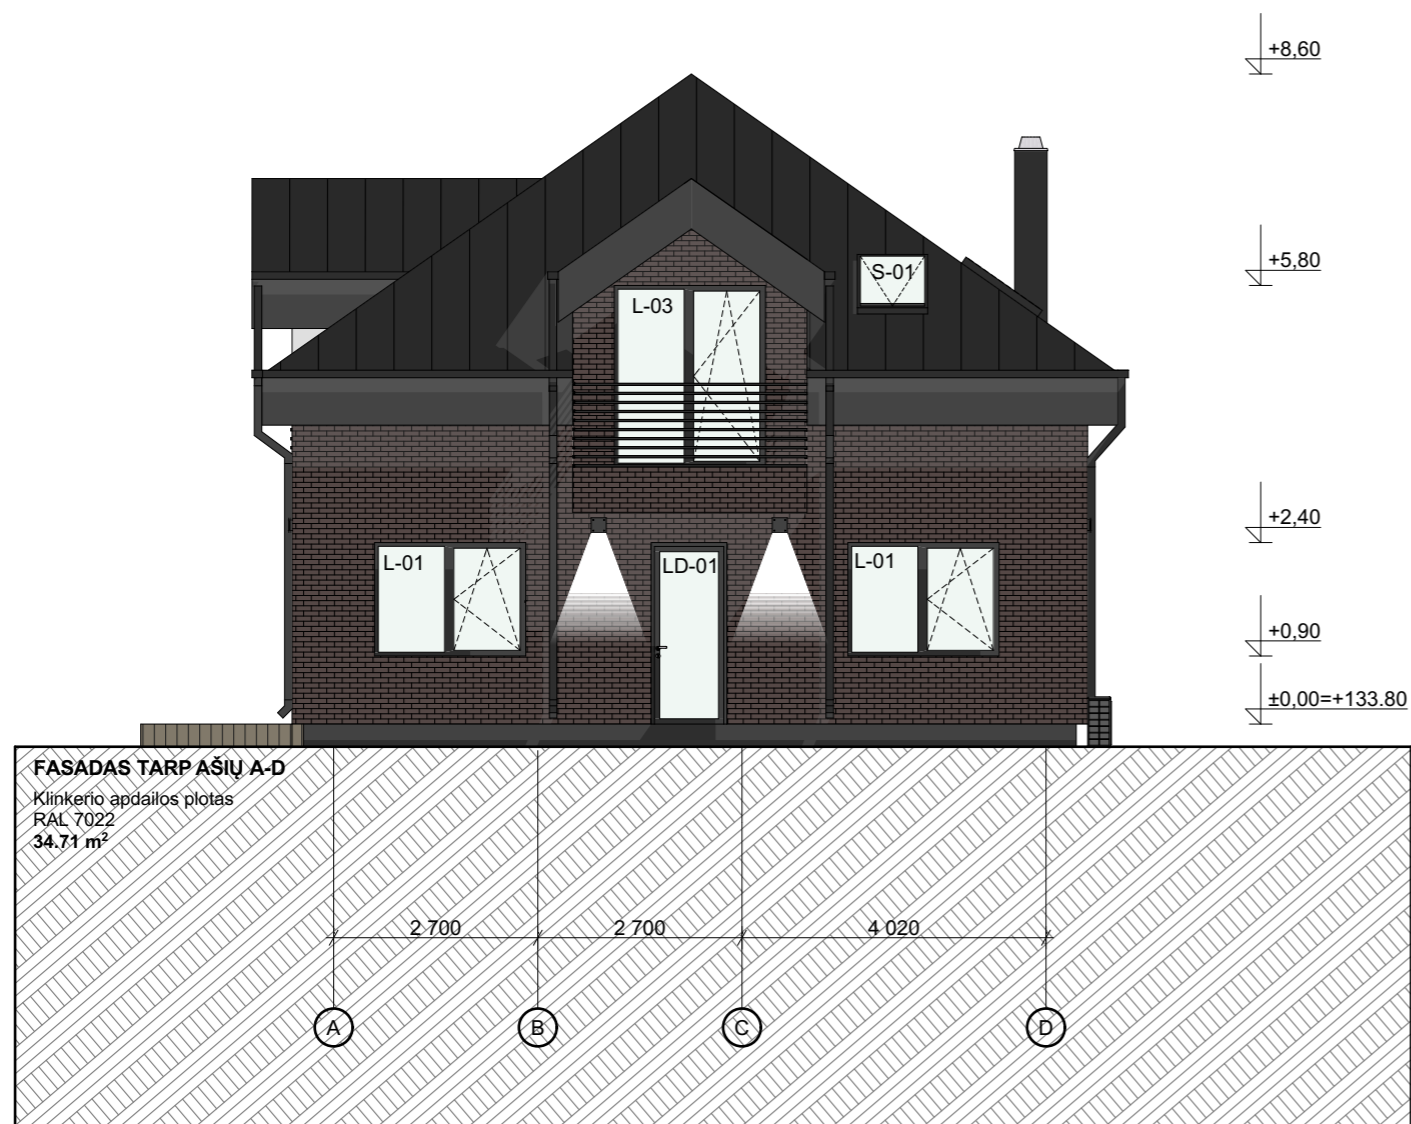 +8,60
+5,80
S-01
L-03
+2,40
L-01
LD-01
L-01
+0,90
±0,00=+133.80
FASADAS TARP AŠIŲ A-D
Klinkerio apdailos plotas
RAL 7022
34.71 m²
2 700
2 700
4 020
A
B
C
D